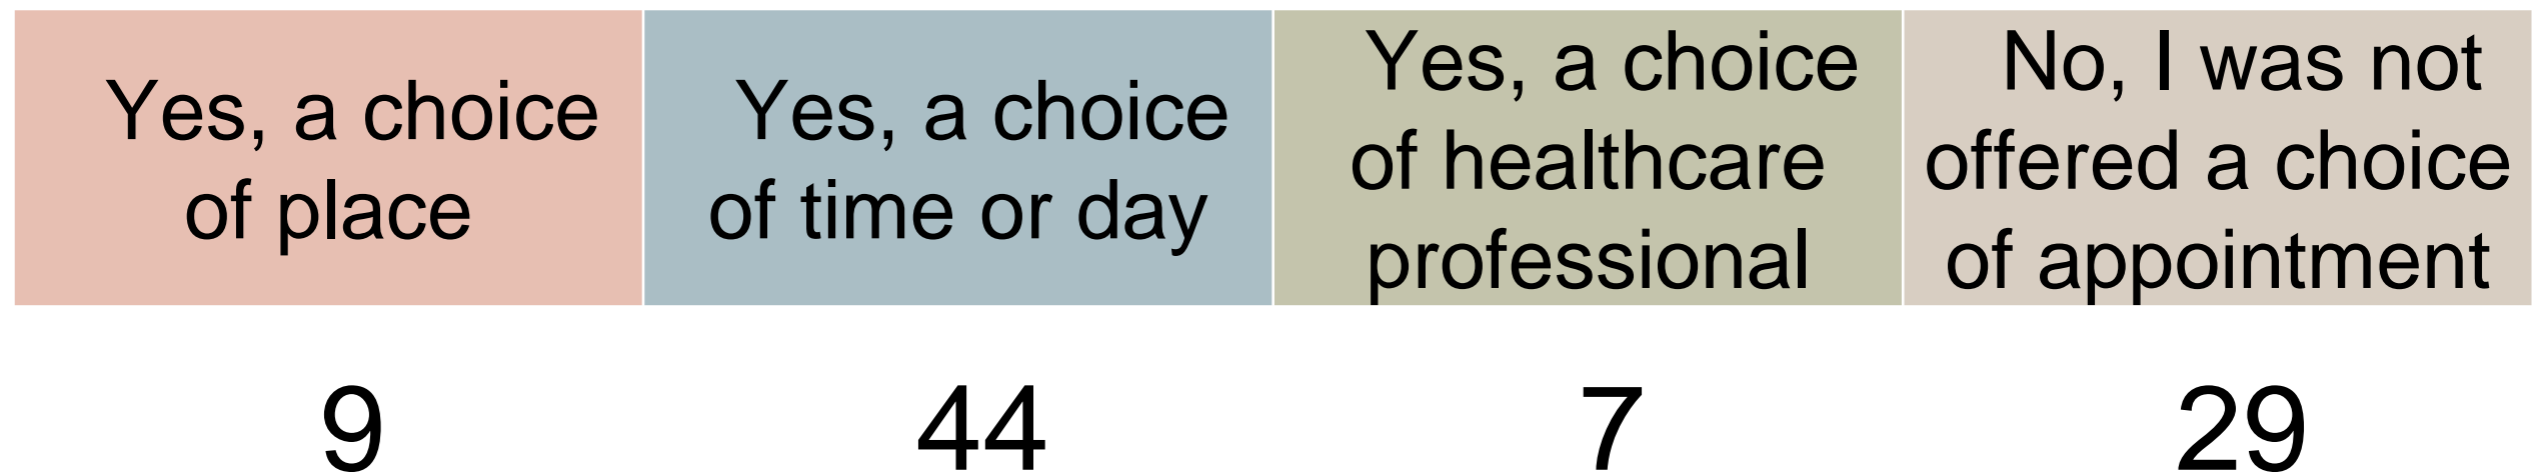 Yes, a choice
of place
Yes, a choice
of time or day
Yes, a choice
of healthcare
professional
No, I was not
offered a choice
of appointment
9
44
7
29